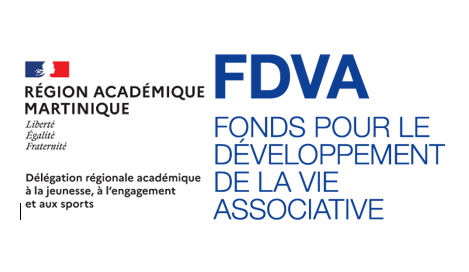 RÉGION ACADÉMIQUE
MARTINIQUE
Liberté
Égalité
Fraternité
Délégation régionale académique
à la jeunesse, à l'engagement
et aux sports
FDVA
FONDS POUR LE
DÉVELOPPEMENT
DE LA VIE
ASSOCIATIVE